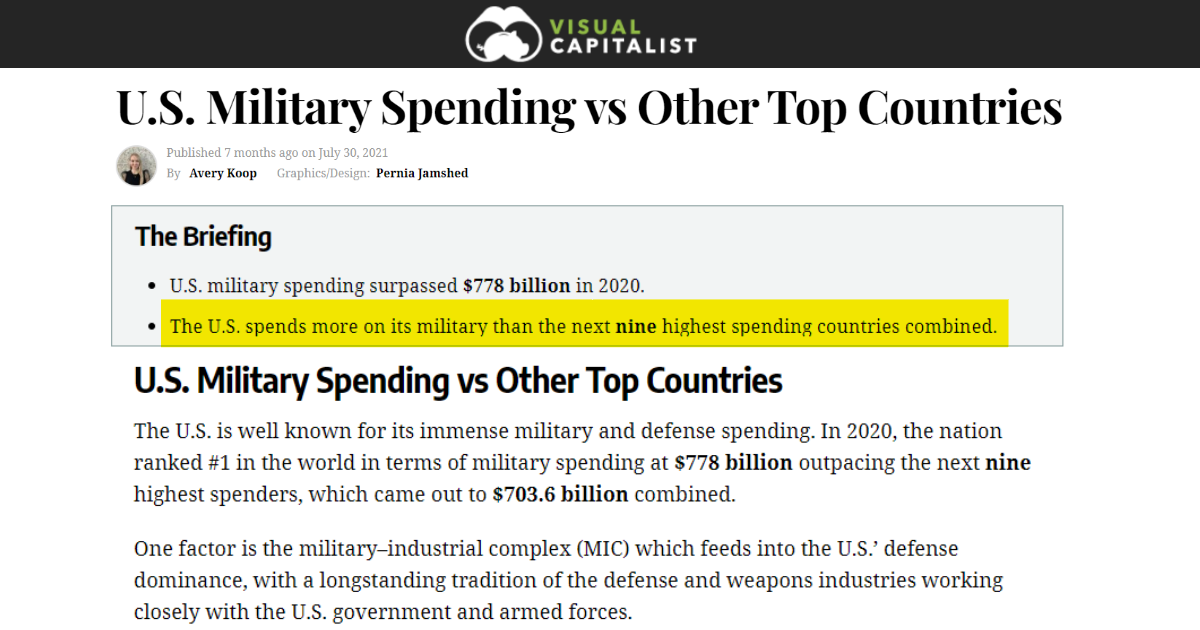 VISUAL
CAPITALIST
U.S. Military Spending vs Other Top Countries
Published 7 months ago on July 30, 2021
By Avery Koop Graphics/Design: Pernia Jamshed
The Briefing
• U.S. military spending surpassed $778 billion in 2020.
• The U.S. spends more on its military than the next nine highest spending countries combined.
U.S. Military Spending vs Other Top Countries
The U.S. is well known for its immense military and defense spending. In 2020, the nation
ranked #1 in the world in terms of military spending at $778 billion outpacing the next nine
highest spenders, which came out to $703.6 billion combined.
One factor is the military–industrial complex (MIC) which feeds into the U.S.’ defense
dominance, with a longstanding tradition of the defense and weapons industries working
closely with the U.S. government and armed forces.